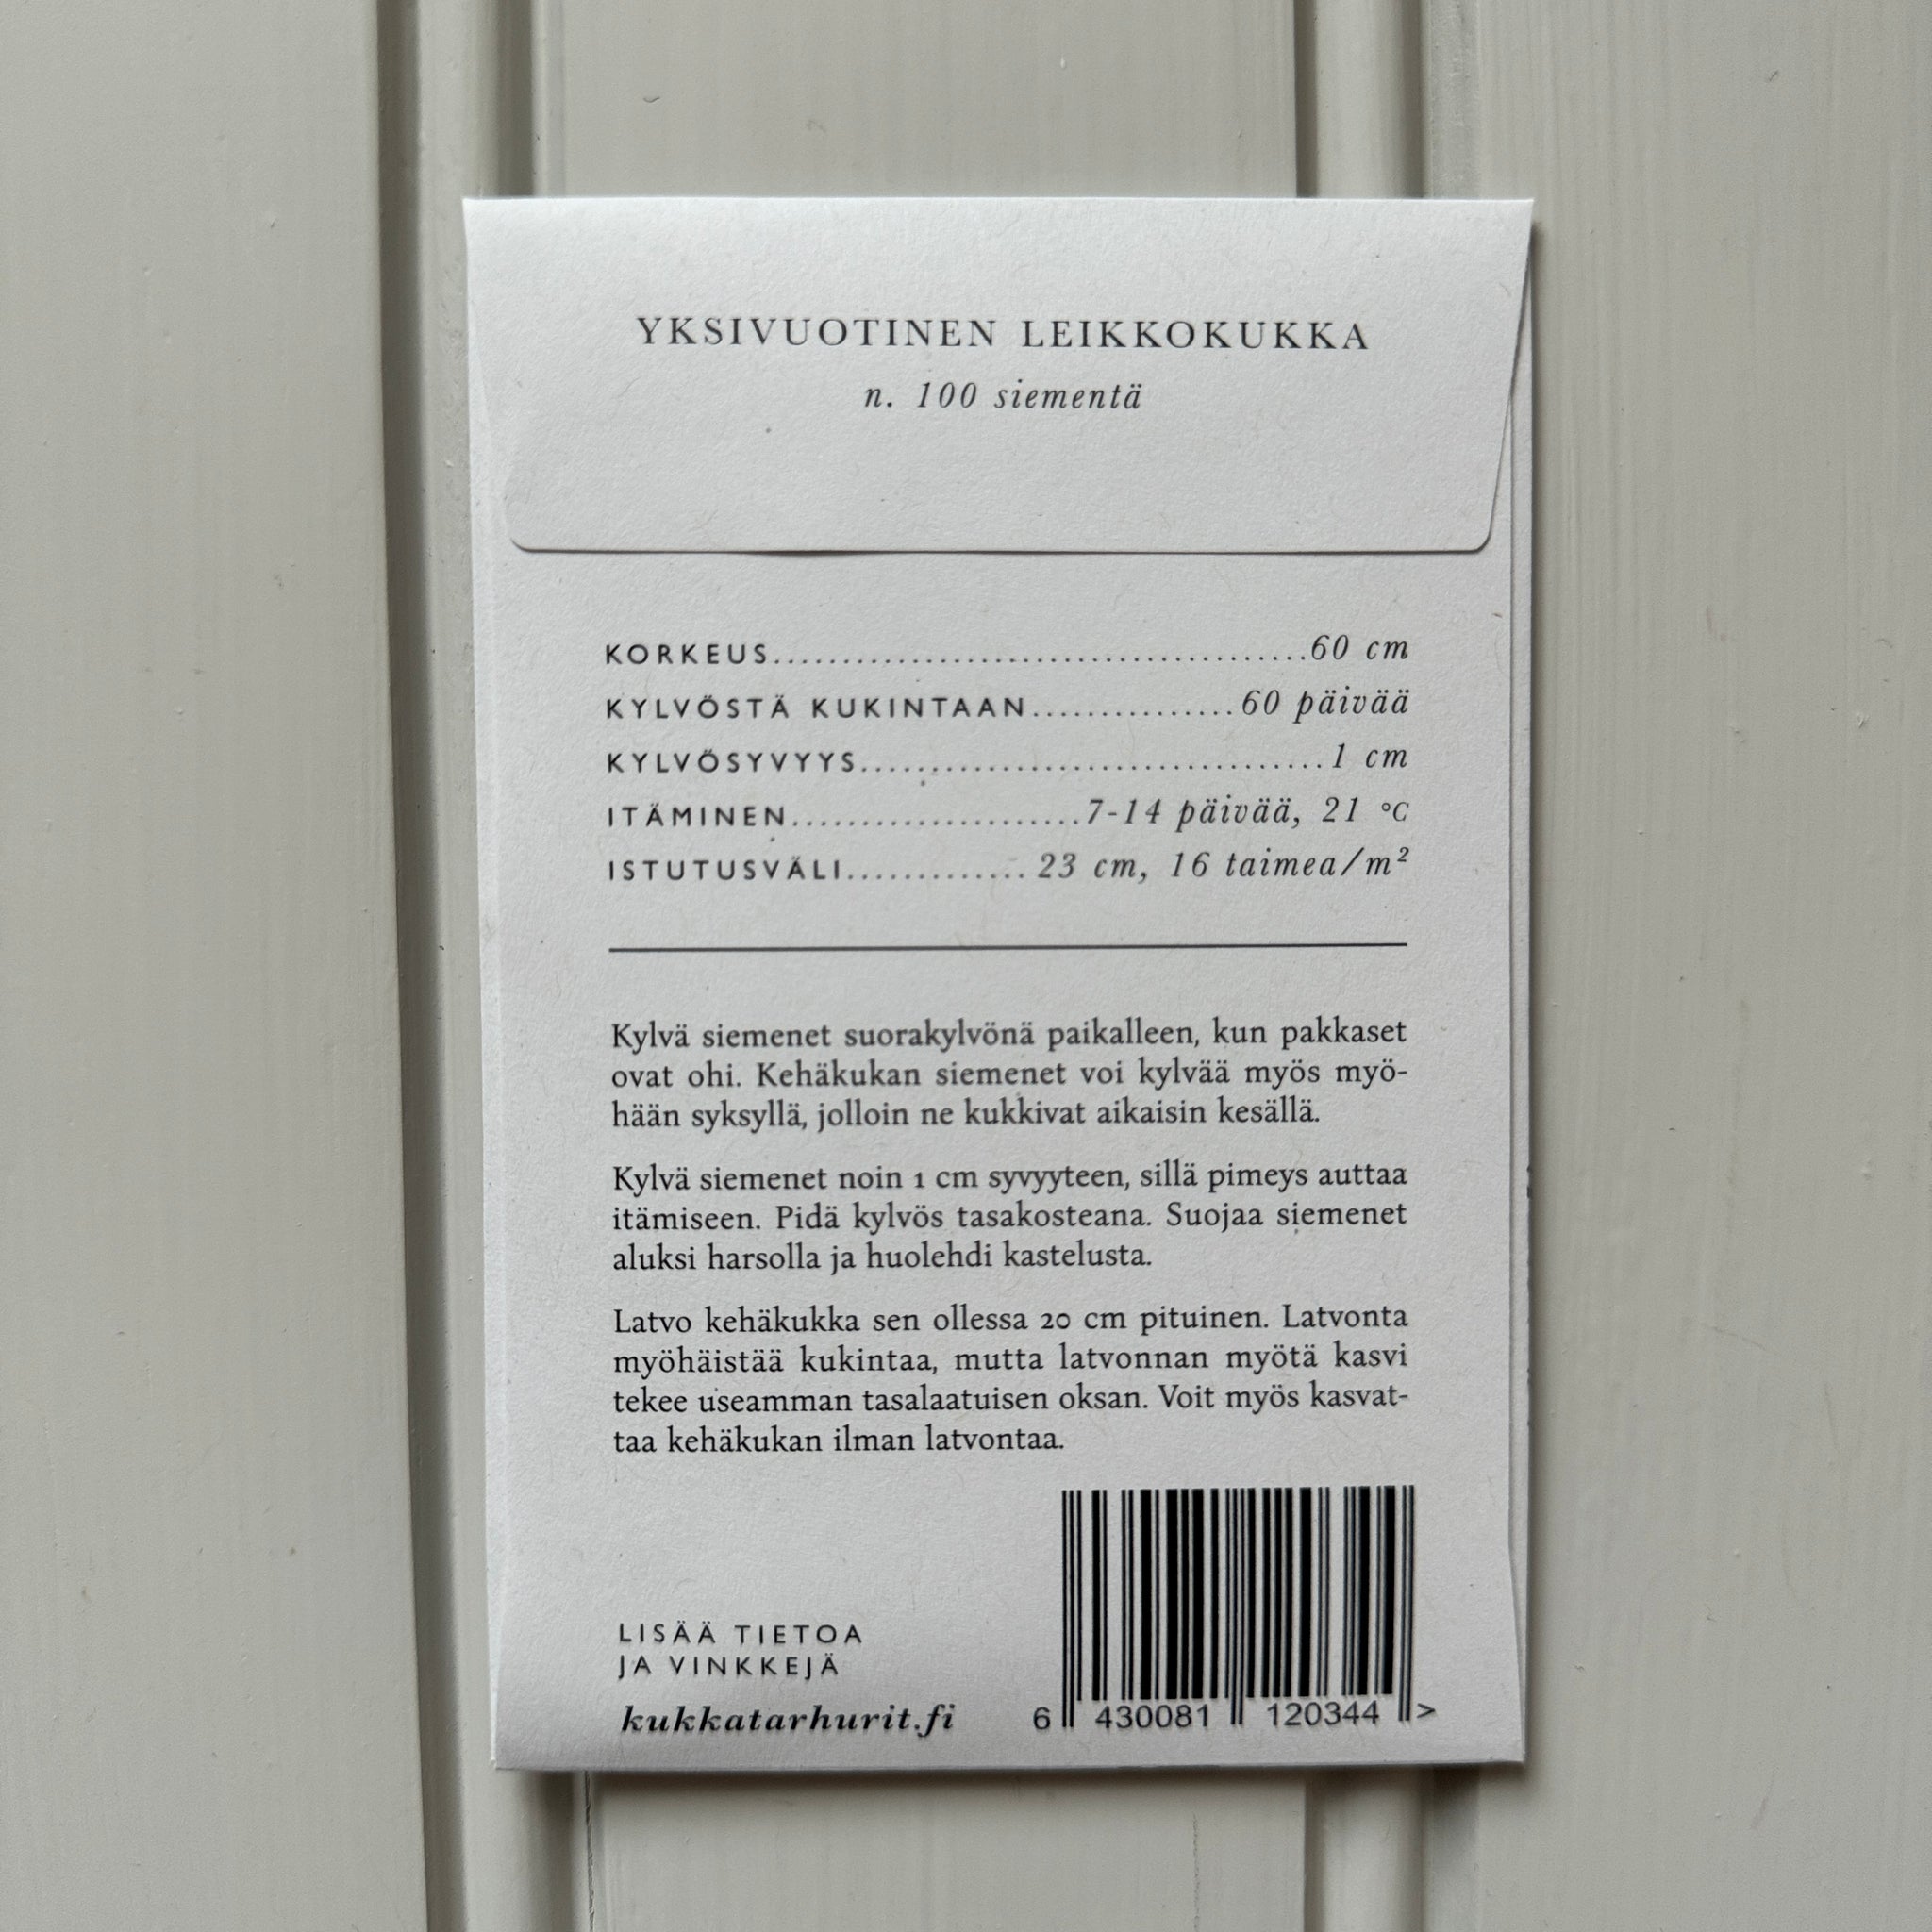 YKSIVUOTINEN LEIKKOKUKKA
n. 100 siementä
KORKEUS.......................................60 cm
KYLVÖSTÄ KUKINTAAN...............60 päivää
KYLVÖSYVYYS..................................1 cm
ITÄMINEN.....................7-14 päivää, 21 °C
ISTUTUSVÄLI............. 23 cm, 16 taimea/m²
Kylvä siemenet suorakylvönä paikalleen, kun pakkaset
ovat ohi. Kehäkukan siemenet voi kylvää myös myö-
hään syksyllä, jolloin ne kukkivat aikaisin kesällä.
Kylvä siemenet noin 1 cm syvyyteen, sillä pimeys auttaa
itämiseen. Pidä kylvös tasakosteana. Suojaa siemenet
aluksi harsolla ja huolehdi kastelusta.
Latvo kehäkukka sen ollessa 20 cm pituinen. Latvonta
myöhäistää kukintaa, mutta latvonnan myötä kasvi
tekee useamman tasalaatuisen oksan. Voit myös kasvat-
taa kehäkukan ilman latvontaa.
LISÄÄ TIETOA
JA VINKKEJÄ
kukkatarhurit.fi
6 430081 120344 >